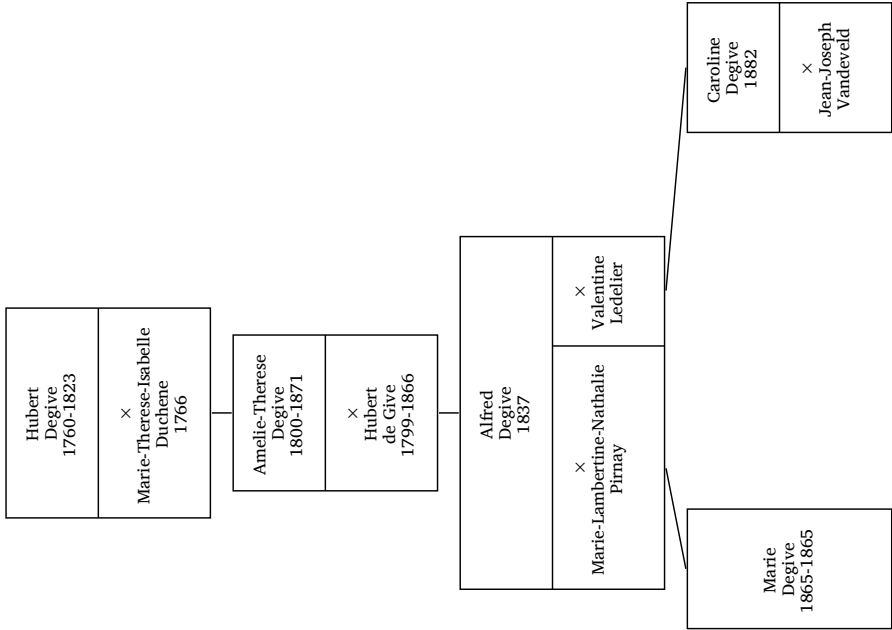 Hubert
Degive
1760-1823
×
Marie-Therese-Isabelle
Duchene
1766
Amelie-Therese
Degive
1800-1871
×
Hubert
de Give
1799-1866
Alfred
Degive
1837
×
Marie-Lambertine-Nathalie
Pirnay
×
Valentine
Ledelier
Marie
Degive
1865-1865
Caroline
Degive
1882
×
Jean-Joseph
Vandeveld